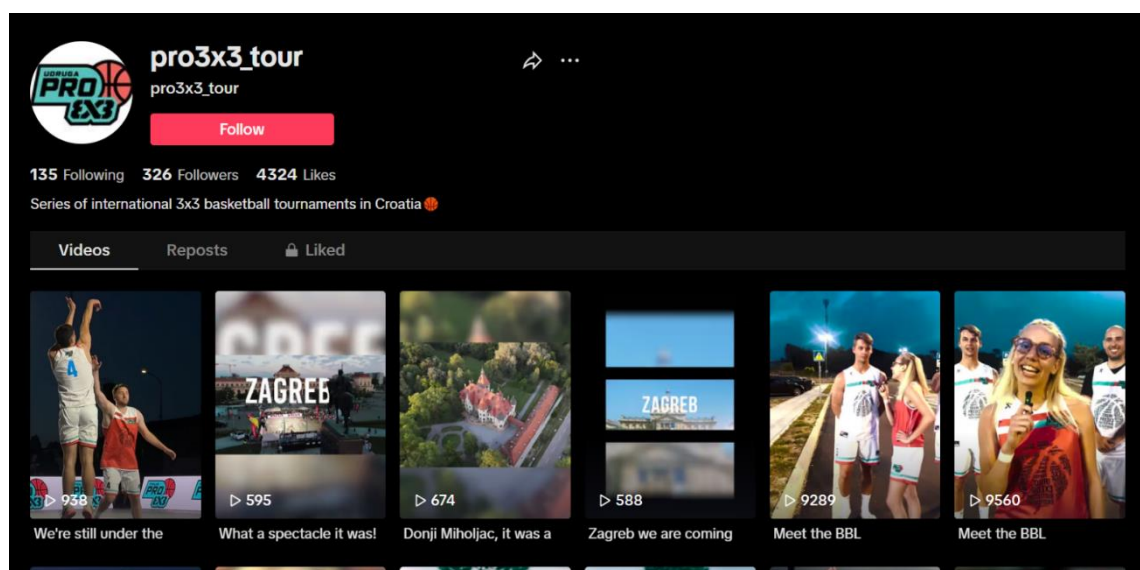 UDRUGA
PRO
3X3
pro3x3_tour
pro3x3_tour
Follow
135 Following 326 Followers 4324 Likes
Series of international 3x3 basketball tournaments in Croatia🏀
Videos Reposts Liked
4
PRO
3X3
938
We're still under the
ZAGREB
595
What a spectacle it was!
674
Donji Miholjac, it was a
ZAGREB
588
Zagreb we are coming
9289
Meet the BBL
9560
Meet the BBL